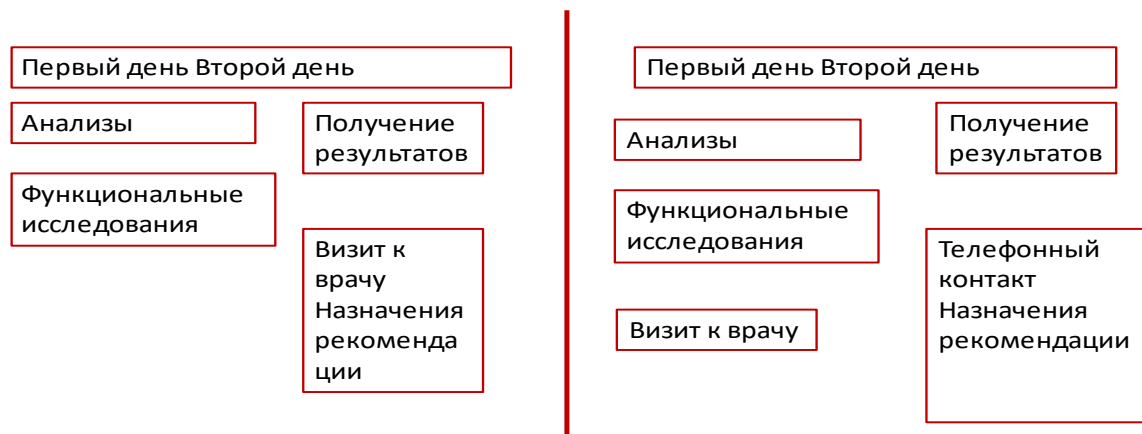 Первый день Второй день
Анализы
Получение
результатов
Функциональные
исследования
Визит к
врачу
Назначения
рекоменда
ции
Первый день Второй день
Анализы
Получение
результатов
Функциональные
исследования
Визит к врачу
Телефонный
контакт
Назначения
рекомендации